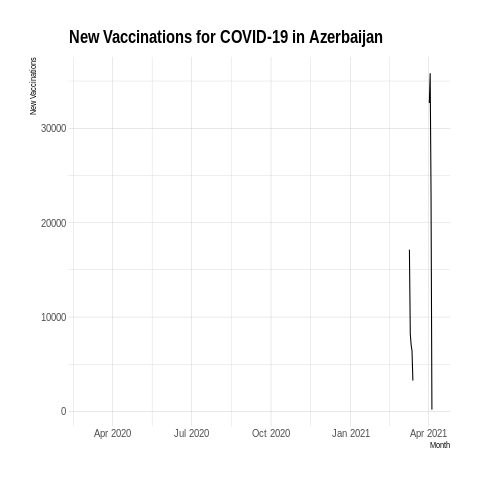 New Vaccinations for COVID-19 in Azerbaijan
New Vaccinations
30000
20000
10000
0
Apr 2020 Jul 2020 Oct 2020 Jan 2021 Apr 2021
Month